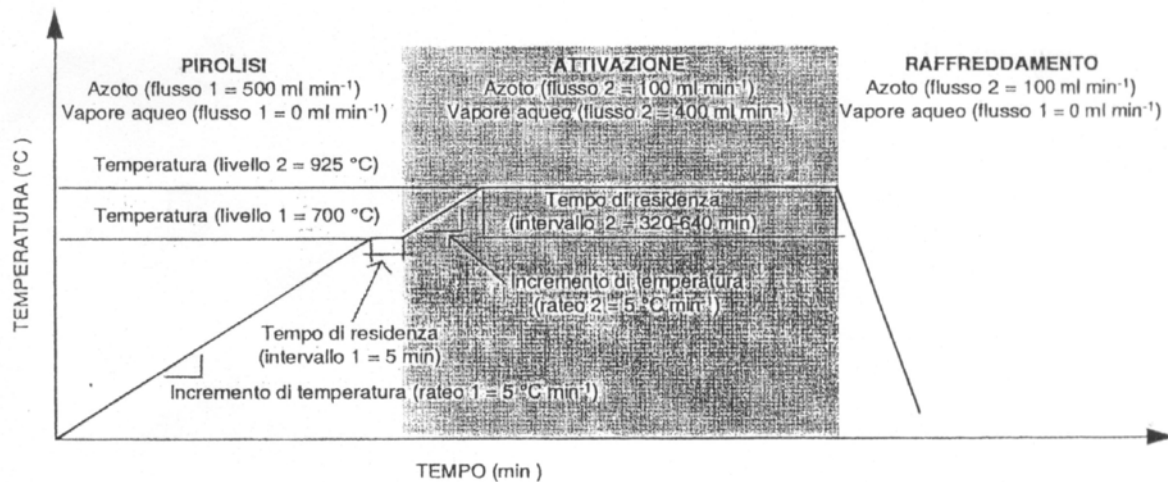 PIROLISI
Azoto (flusso 1 = 500 ml min⁻¹)
Vapore aqueo (flusso 1 = 0 ml min⁻¹)
ATTIVAZIONE
Azoto (flusso 2 = 100 ml min⁻¹)
Vapore aqueo (flusso 2 = 400 ml min⁻¹)
RAFFREDDAMENTO
Azoto (flusso 2 = 100 ml min⁻¹)
Vapore aqueo (flusso 1 = 0 ml min⁻¹)
Temperatura (livello 2 = 925 °C)
Temperatura (livello 1 = 700 °C)
Tempo di residenza
(intervallo 2 = 320-640 min)
Incremento di temperatura
(rateo 2 = 5 °C min⁻¹)
Tempo di residenza
(intervallo 1 = 5 min)
Incremento di temperatura (rateo 1 = 5 °C min⁻¹)
TEMPERATURA (°C)
TEMPO (min )